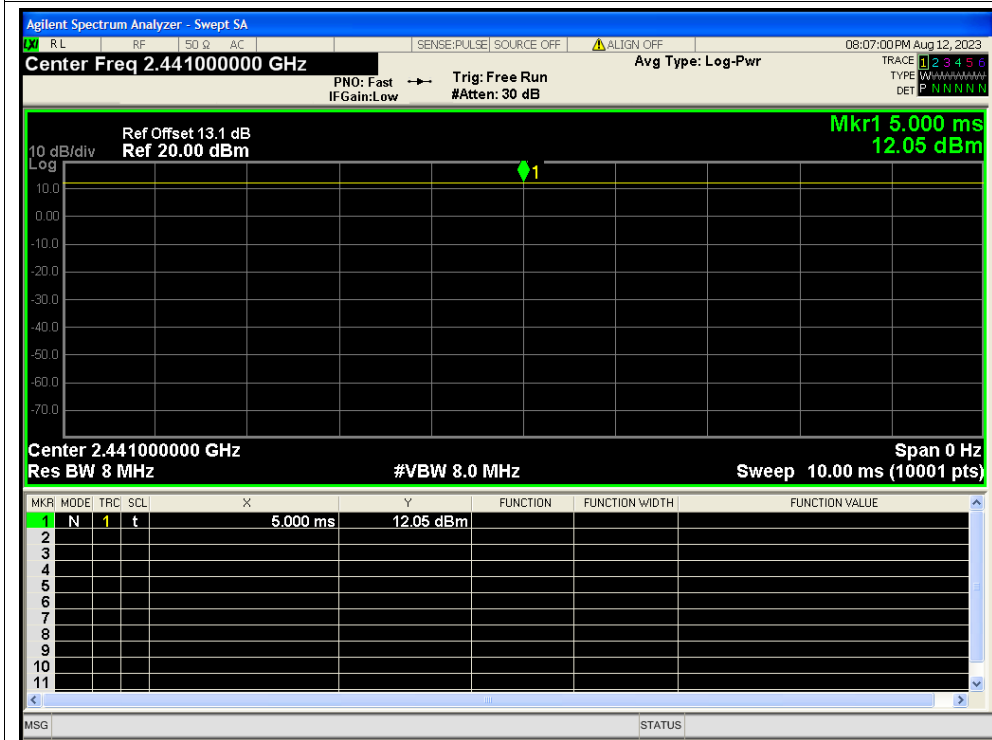 Agilent Spectrum Analyzer - Swept SA
LXI RL RF 50 Ω AC SENSE:PULSE SOURCE OFF ALIGN OFF 08:07:00 PM Aug 12, 2023
Center Freq 2.441000000 GHz
PNO: Fast
IFGain:Low
Trig: Free Run
#Atten: 30 dB
Avg Type: Log-Pwr
TRACE 1 2 3 4 5 6
TYPE WWWWWW
DET P N N N N N
Mkr1 5.000 ms
12.05 dBm
Ref Offset 13.1 dB
10 dB/div Ref 20.00 dBm
Log
1
10.0
0.00
-10.0
-20.0
-30.0
-40.0
-50.0
-60.0
-70.0
Center 2.441000000 GHz Span 0 Hz
Res BW 8 MHz #VBW 8.0 MHz Sweep 10.00 ms (10001 pts)
MKR MODE TRC SCL X Y FUNCTION FUNCTION WIDTH FUNCTION VALUE
1 N 1 t 5.000 ms 12.05 dBm
2
3
4
5
6
7
8
9
10
11
MSG STATUS